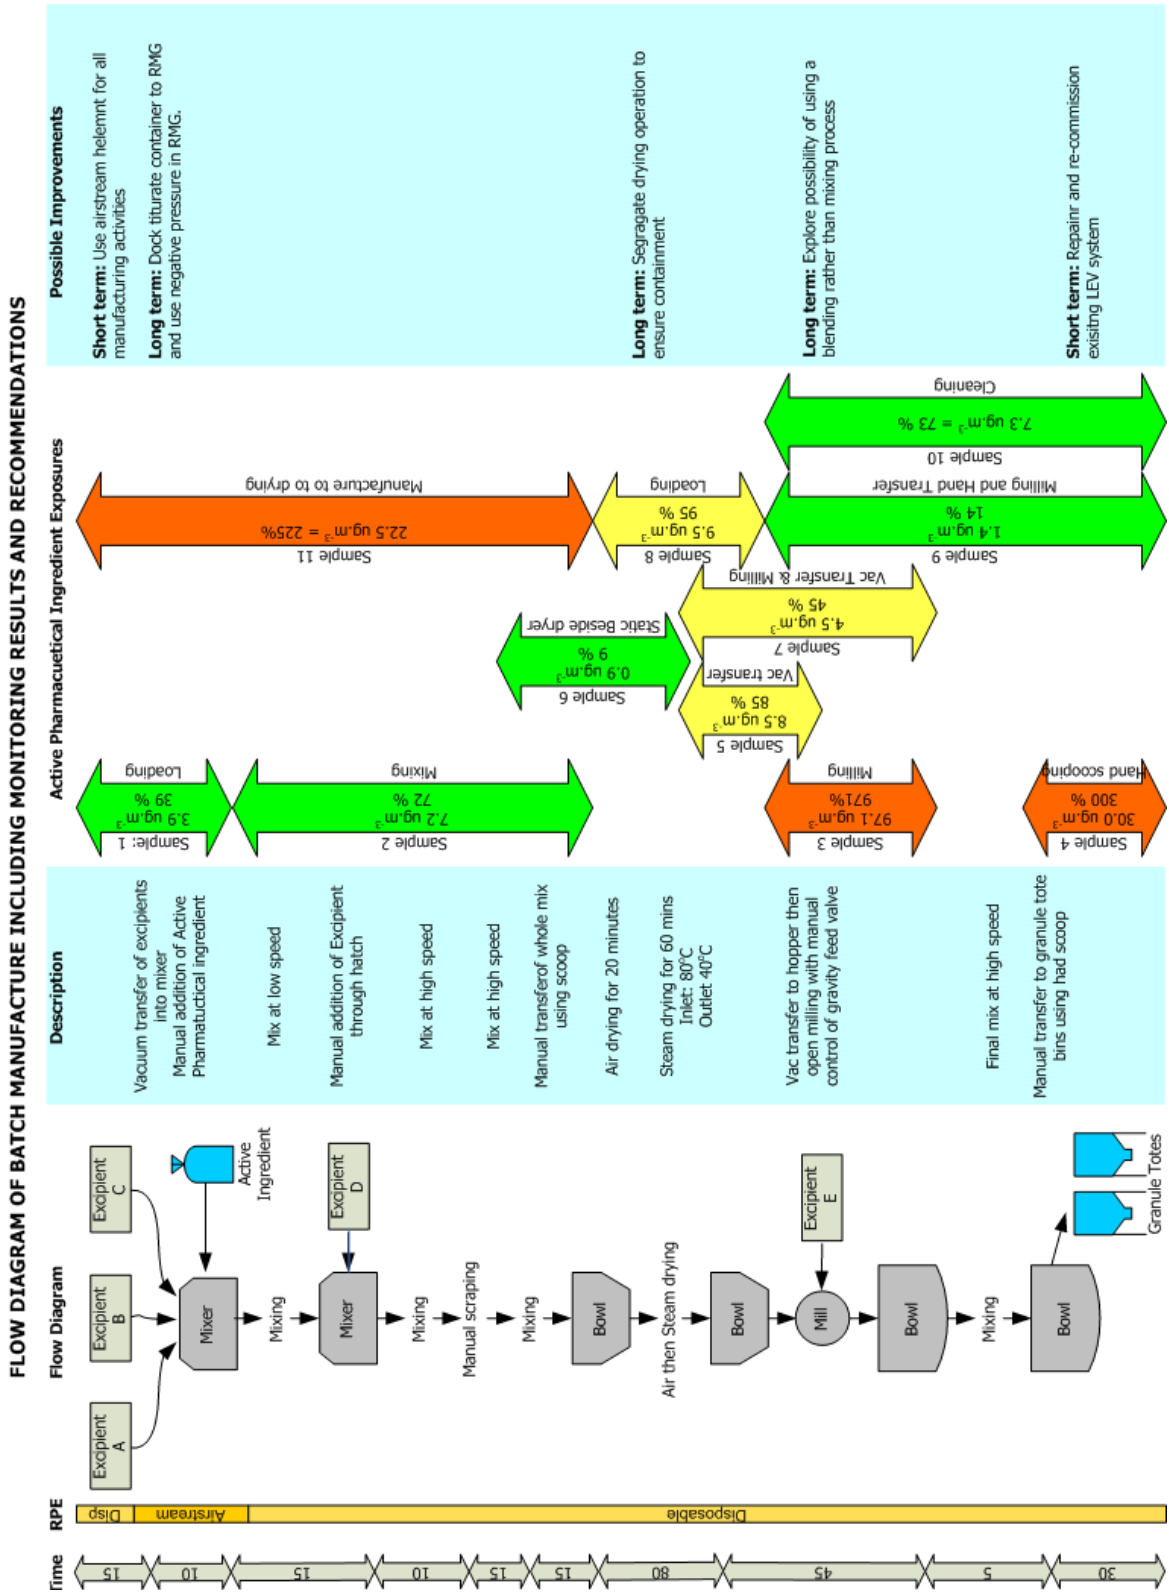 FLOW DIAGRAM OF BATCH MANUFACTURE INCLUDING MONITORING RESULTS AND RECOMMENDATIONS
Time
15
10
15
10
15
15
80
45
5
30
RPE
Disp
Airstream
Disposable
Flow Diagram
Excipient
A
Excipient
B
Excipient
C
Mixer
Active
Ingredient
Mixing
Mixer
Excipient
D
Mixing
Manual scraping
Mixing
Bowl
Air then Steam drying
Bowl
Mill
Excipient
E
Bowl
Mixing
Bowl
Granule Totes
Description
Vacuum transfer of excipients
into mixer
Manual addition of Active
Pharmatuctical ingredient
Mix at low speed
Manual addition of Excipient
through hatch
Mix at high speed
Mix at high speed
Manual transferof whole mix
using scoop
Air drying for 20 minutes
Steam drying for 60 mins
Inlet: 80°C
Outlet 40°C
Vac transfer to hopper then
open milling with manual
control of gravity feed valve
Final mix at high speed
Manual transfer to granule tote
bins using had scoop
Active Pharmacuetical Ingredient Exposures
Sample: 1
3.9 ug.m⁻³
39 %
Loading
Sample 2
7.2 ug.m⁻³
72 %
Mixing
Sample 3
97.1 ug.m⁻³
971%
Milling
Sample 4
30.0 ug.m⁻³
300 %
Hand scooping
Sample 5
8.5 ug.m⁻³
85 %
Vac transfer
Sample 6
0.9 ug.m⁻³
9 %
Static Beside dryer
Sample 7
4.5 ug.m⁻³
45 %
Vac Transfer & Milling
Sample 11
22.5 ug.m⁻³ = 225%
Manufacture to to drying
Sample 8
9.5 ug.m⁻³
95 %
Loading
Sample 9
1.4 ug.m⁻³
14 %
Milling and Hand Transfer
Sample 10
7.3 ug.m⁻³ = 73 %
Cleaning
Possible Improvements
Short term: Use airstream helemnt for all
manufacturing activities
Long term: Dock titurate container to RMG
and use negative pressure in RMG.
Long term: Segragate drying operation to
ensure containment
Long term: Explore possibility of using a
blending rather than mixing process
Short term: Repainr and re-commission
exisitng LEV system